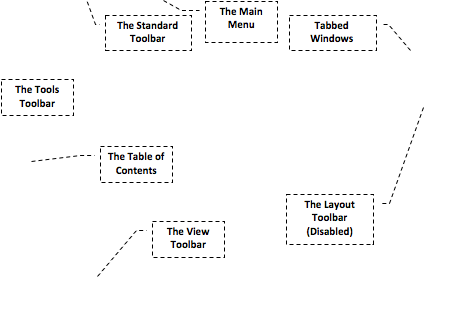 The Main
Menu
The Standard
Toolbar
Tabbed
Windows
The Tools
Toolbar
The Table of
Contents
The Layout
Toolbar
(Disabled)
The View
Toolbar